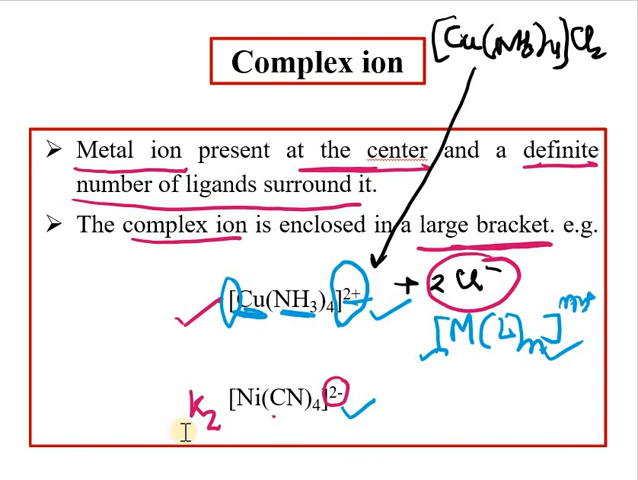 [Cu(NH3)4]Cl2
Complex ion
➢ Metal ion present at the center and a definite
number of ligands surround it.
➢ The complex ion is enclosed in a large bracket. e.g.
[Cu(NH3)4]2+ + 2 Cl-
[M(L)n]
K2 [Ni(CN)4]2-